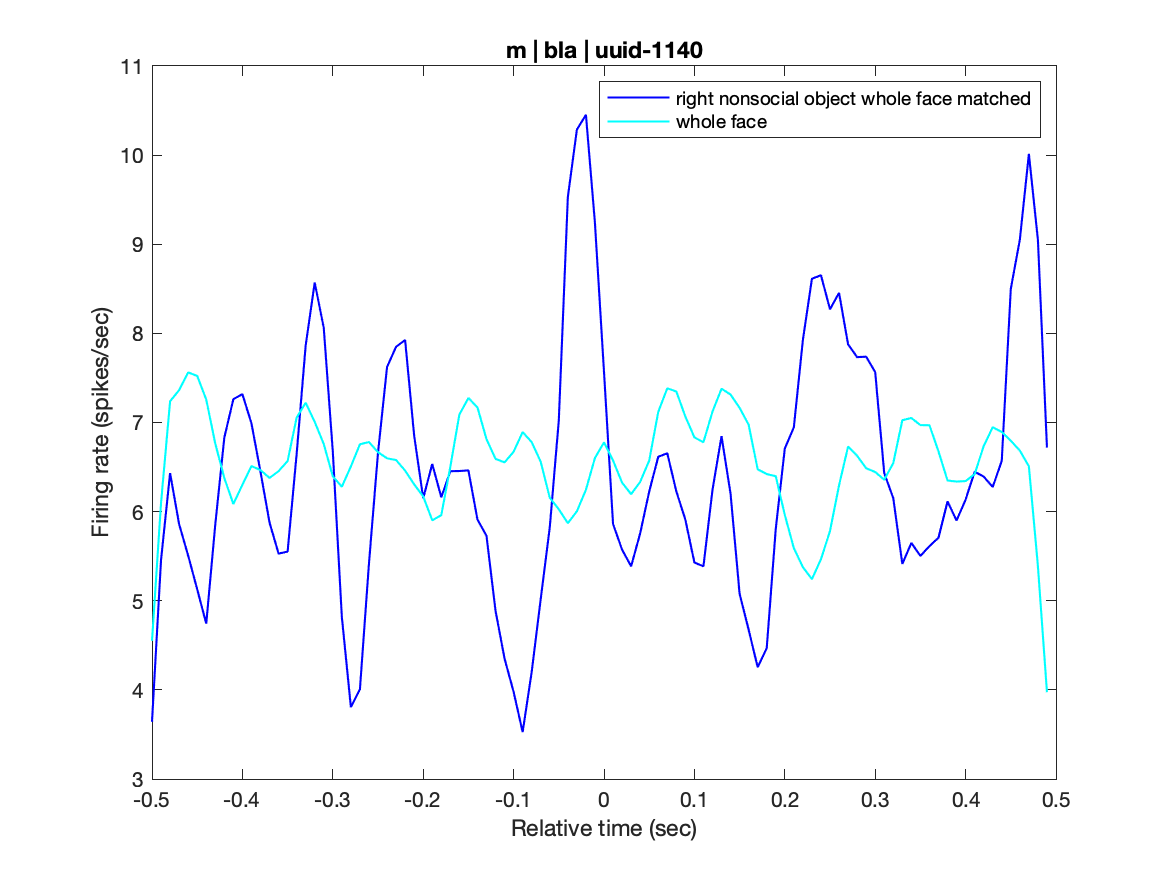 m | bla | uuid-1140
right nonsocial object whole face matched
whole face
Firing rate (spikes/sec)
11
10
9
8
7
6
5
4
3
-0.5 -0.4 -0.3 -0.2 -0.1 0 0.1 0.2 0.3 0.4 0.5
Relative time (sec)